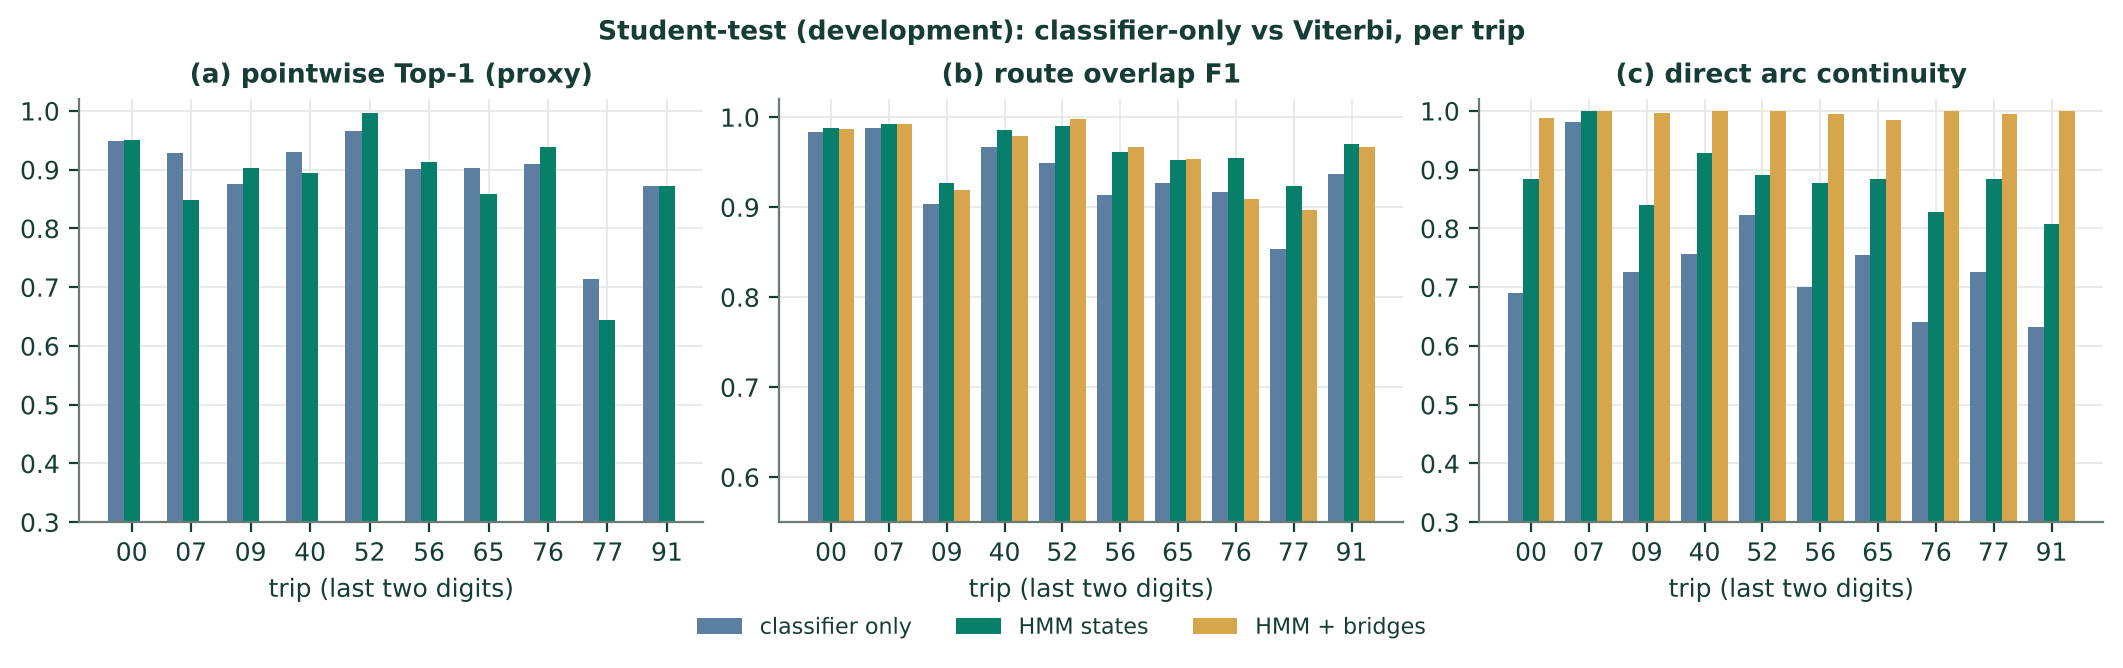 Student-test (development): classifier-only vs Viterbi, per trip
(a) pointwise Top-1 (proxy)
1.0
0.9
0.8
0.7
0.6
0.5
0.4
0.3
00 07 09 40 52 56 65 76 77 91
trip (last two digits)
(b) route overlap F1
1.0
0.9
0.8
0.7
0.6
00 07 09 40 52 56 65 76 77 91
trip (last two digits)
(c) direct arc continuity
1.0
0.9
0.8
0.7
0.6
0.5
0.4
0.3
00 07 09 40 52 56 65 76 77 91
trip (last two digits)
classifier only HMM states HMM + bridges